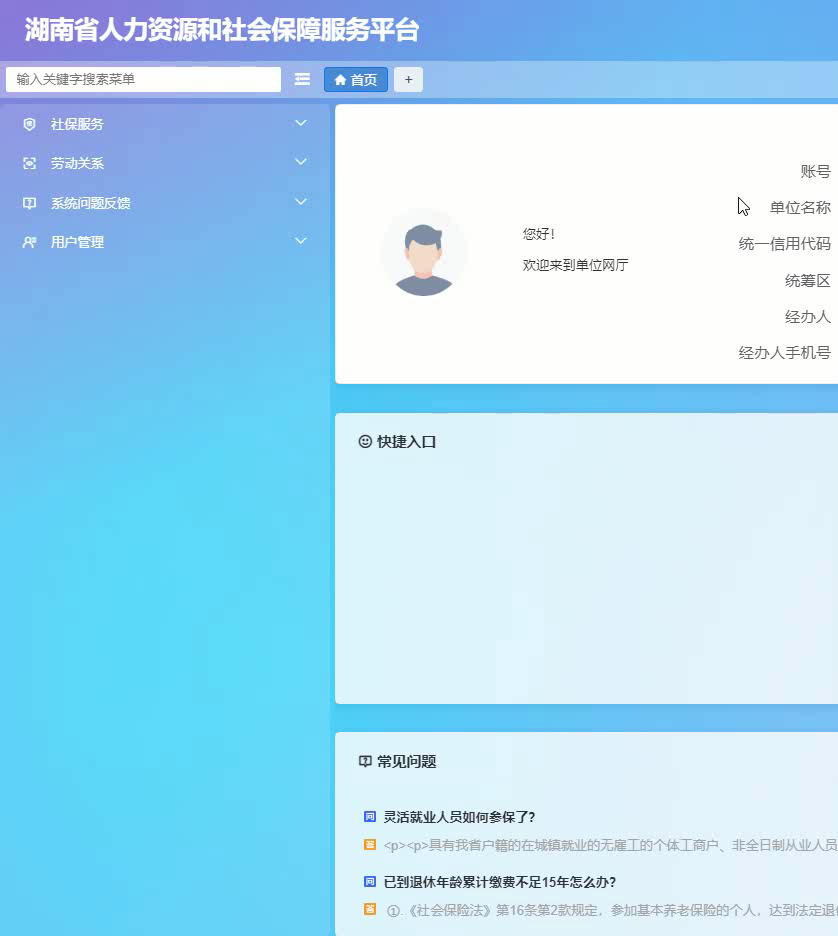 湖南省人力资源和社会保障服务平台
输入关键字搜索菜单
首页
+
社保服务
劳动关系
系统问题反馈
用户管理
您好！
欢迎来到单位网厅
账号
单位名称
统一信用代码
统筹区
经办人
经办人手机号
快捷入口
常见问题
问 灵活就业人员如何参保了?
答 <p><p>具有我省户籍的在城镇就业的无雇工的个体工商户、非全日制从业人员
问 已到退休年龄累计缴费不足15年怎么办?
答 ①.《社会保险法》第16条第2款规定，参加基本养老保险的个人，达到法定退